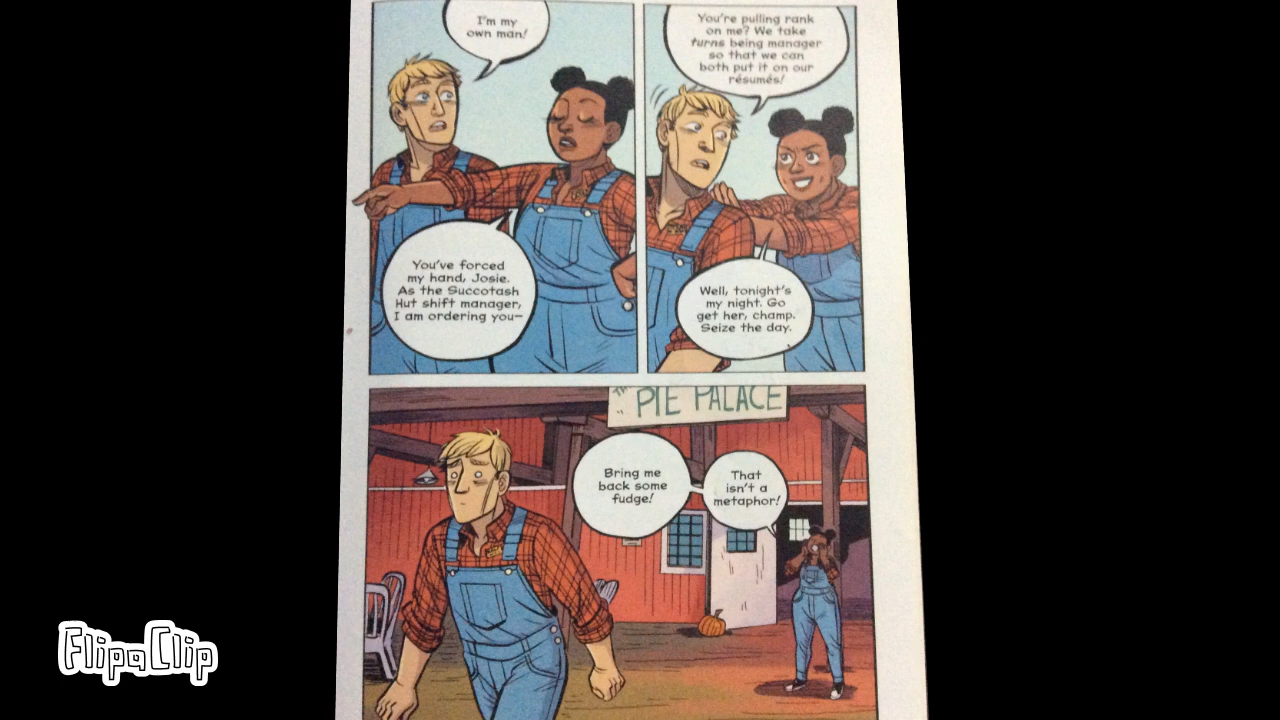 I'm my
own man!
You've forced
my hand, Josie.
As the Succotash
Hut shift manager,
I am ordering you—
You're pulling rank
on me? We take
turns being manager
so that we can
both put it on our
résumés!
Well, tonight's
my night. Go
get her, champ.
Seize the day.
PIE PALACE
Bring me
back some
fudge!
That
isn't a
metaphor!
FlipaClip